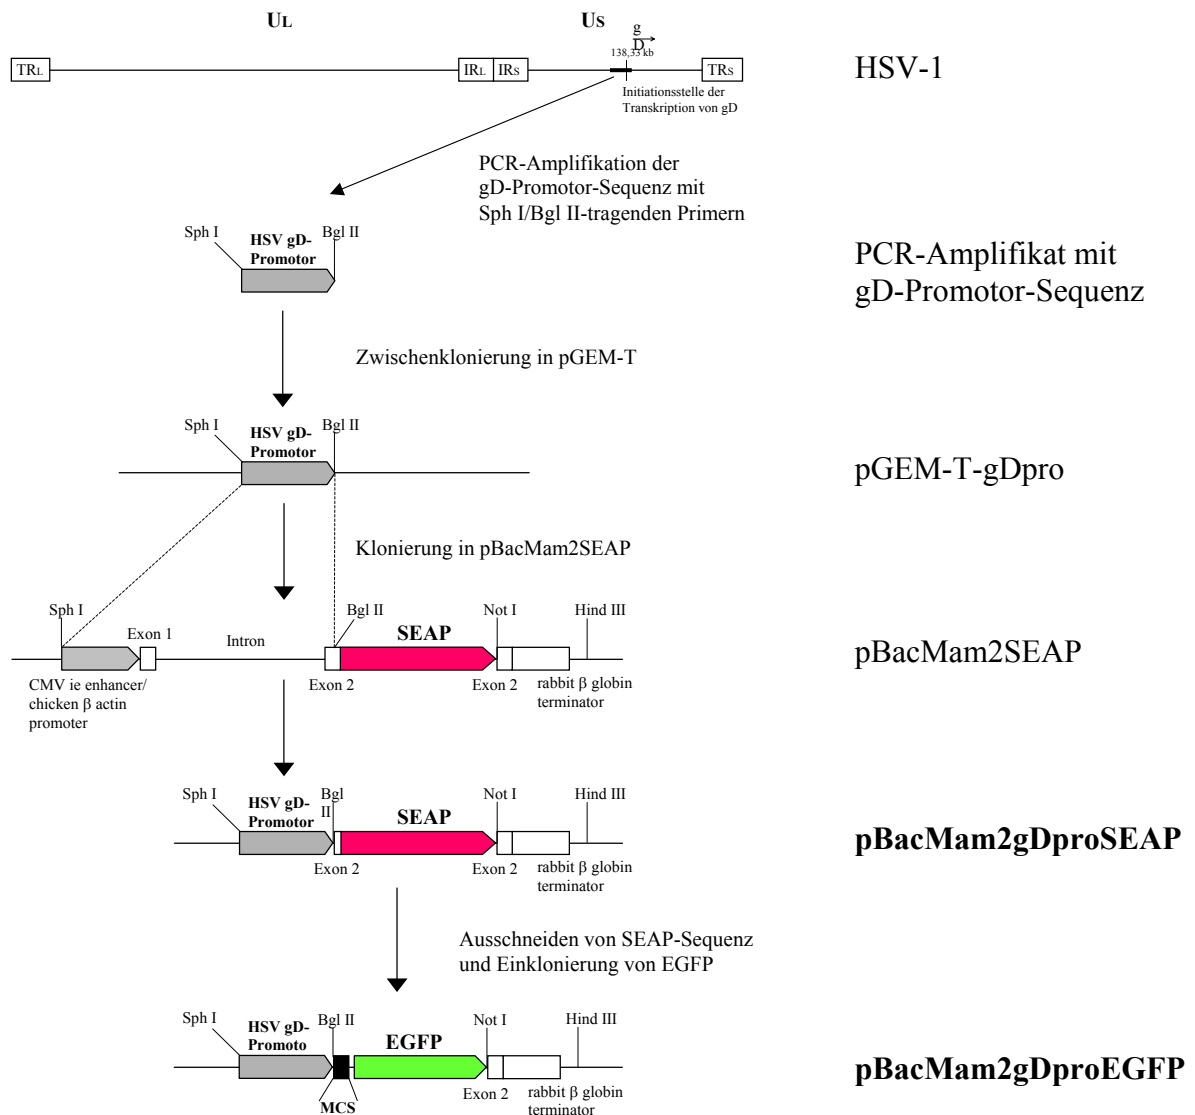 UL
US
g
D
138,33 kb
TRL
IRL
IRS
TRS
HSV-1
Initiationsstelle der
Transkription von gD
PCR-Amplifikation der
gD-Promotor-Sequenz mit
Sph I/Bgl II-tragenden Primern
Sph I
HSV gD-
Promotor
Bgl II
PCR-Amplifikat mit
gD-Promotor-Sequenz
Zwischenklonierung in pGEM-T
Sph I
HSV gD-
Promotor
Bgl II
pGEM-T-gDpro
Klonierung in pBacMam2SEAP
Sph I
Exon 1
Intron
Bgl II
SEAP
Not I
Hind III
pBacMam2SEAP
CMV ie enhancer/
chicken β actin
promoter
Exon 2
Exon 2
rabbit β globin
terminator
Sph I
HSV gD-
Promotor
Bgl
II
SEAP
Not I
Hind III
pBacMam2gDproSEAP
Exon 2
Exon 2
rabbit β globin
terminator
Ausschneiden von SEAP-Sequenz
und Einklonierung von EGFP
Sph I
HSV gD-
Promoto
Bgl II
EGFP
Not I
Hind III
pBacMam2gDproEGFP
MCS
Exon 2
rabbit β globin
terminator